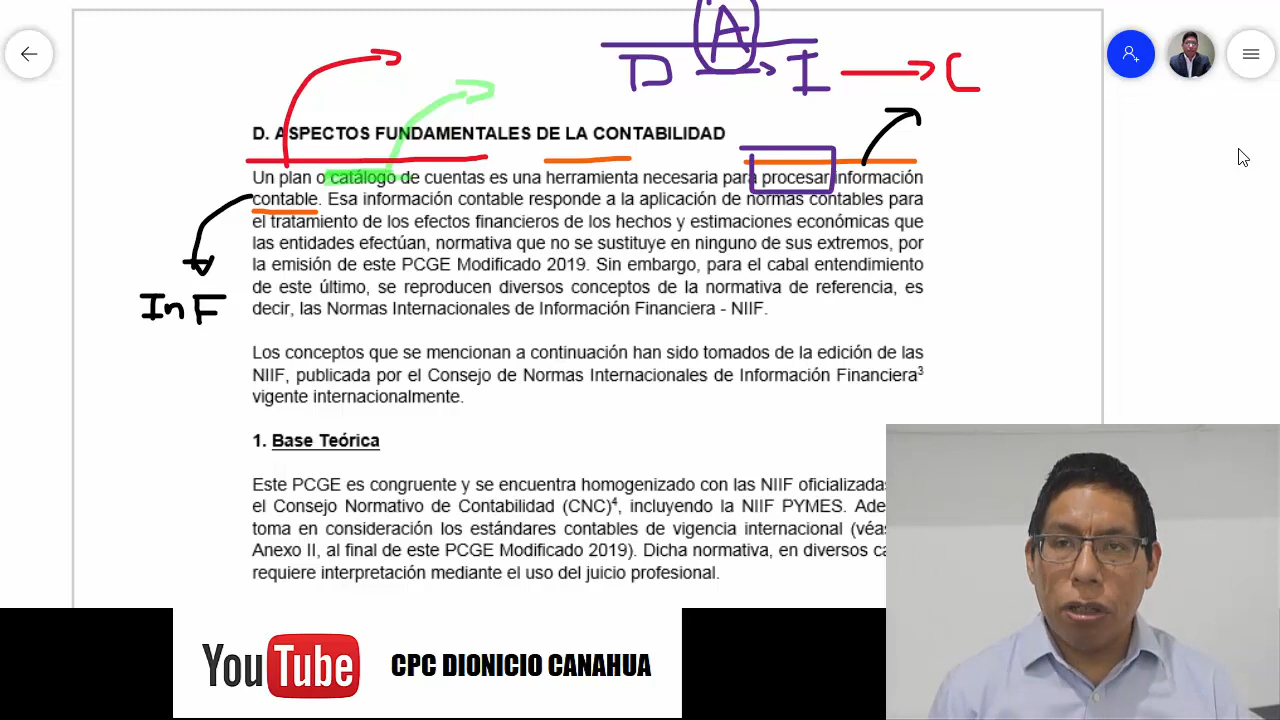 A
D I C
D. ASPECTOS FUNDAMENTALES DE LA CONTABILIDAD
Un plan o catálogo de cuentas es una herramienta necesaria para procesar información
contable. Esa información contable responde a la aplicación de normas contables para
el tratamiento de los efectos financieros de los hechos y estimaciones económicas que
las entidades efectúan, normativa que no se sustituye en ninguno de sus extremos, por
la emisión de este PCGE Modificado 2019. Sin embargo, para el cabal entendimiento
de este último, se reproducen diversos conceptos de la normativa de referencia, es
decir, las Normas Internacionales de Información Financiera - NIIF.
InF
Los conceptos que se mencionan a continuación han sido tomados de la edición de las
NIIF, publicada por el Consejo de Normas Internacionales de Información Financiera³
vigente internacionalmente.
1. Base Teórica
Este PCGE es congruente y se encuentra homogenizado con las NIIF oficializadas
el Consejo Normativo de Contabilidad (CNC)⁴, incluyendo la NIIF PYMES. Ade
toma en consideración los estándares contables de vigencia internacional (véas
Anexo II, al final de este PCGE Modificado 2019). Dicha normativa, en diversos ca
requiere interpretación mediante el uso del juicio profesional.
YouTube CPC DIONICIO CANAHUA